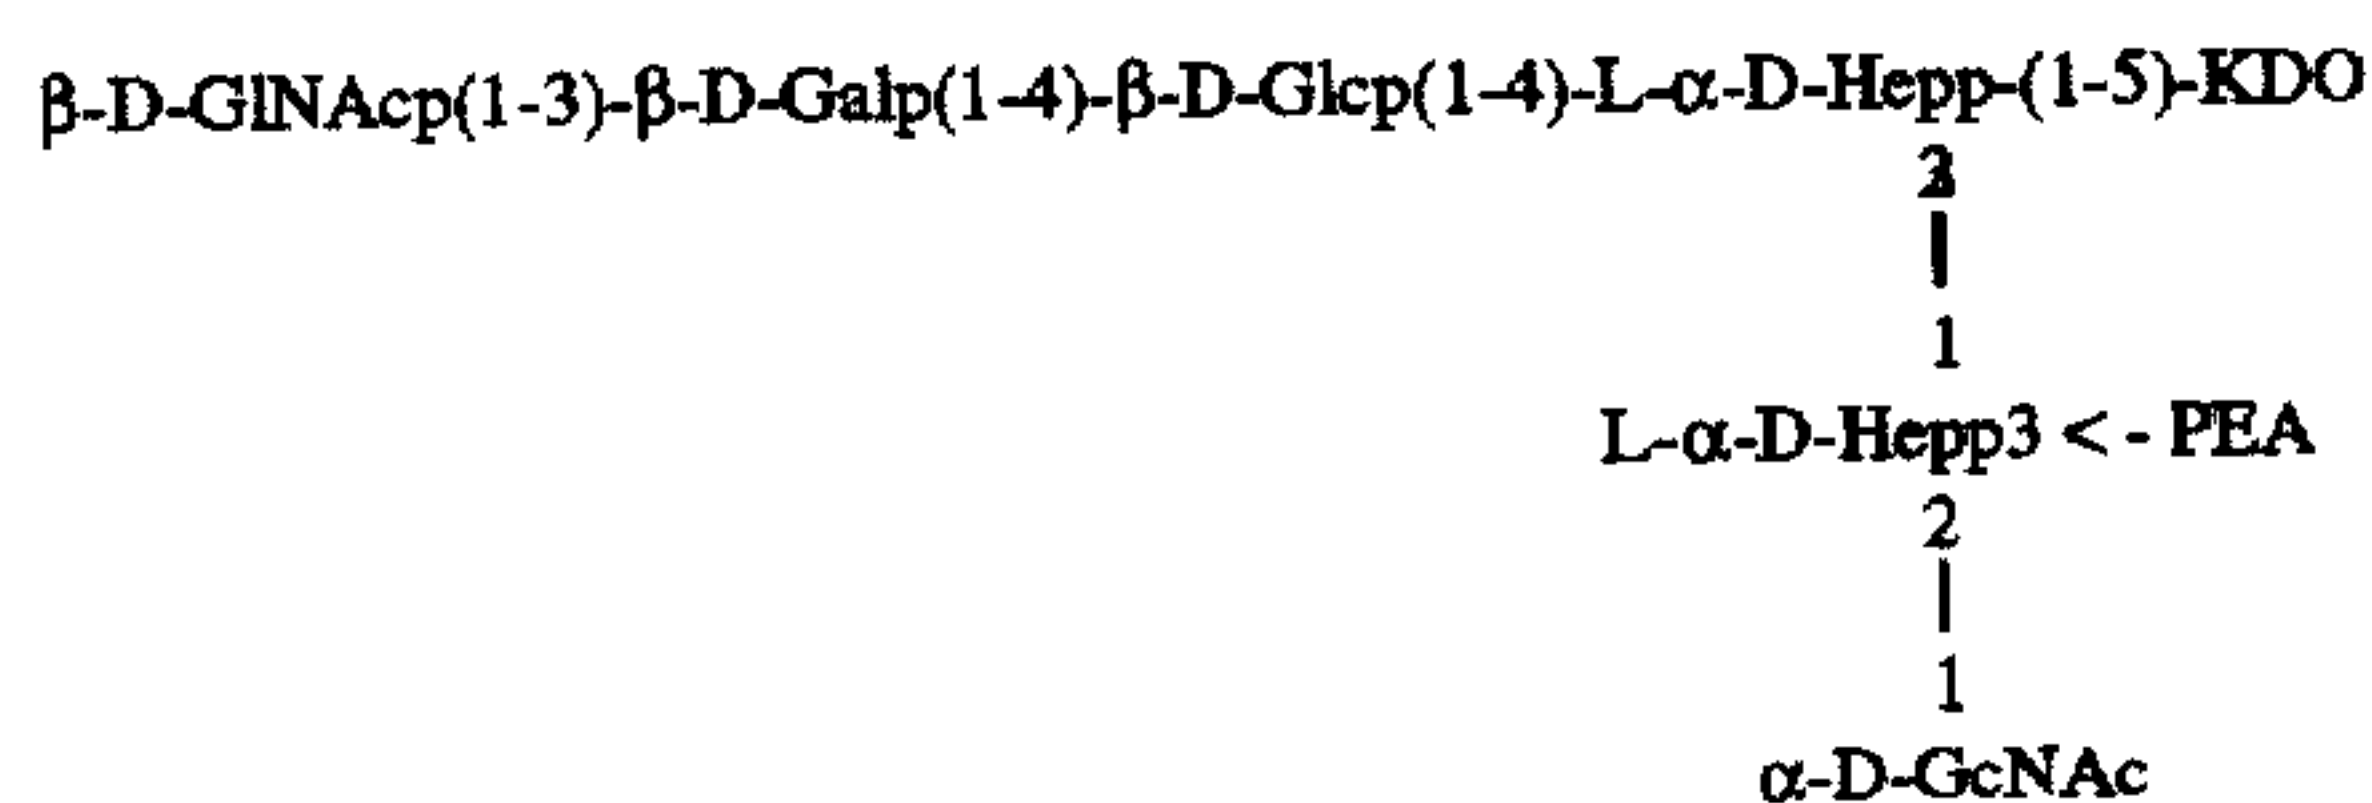 β-D-GlNAcp(1-3)-β-D-Galp(1-4)-β-D-Glcp(1-4)-L-α-D-Hepp-(1-5)-KDO
|
1
L-α-D-Hepp3 < - PEA
2
|
1
α-D-GcNAc